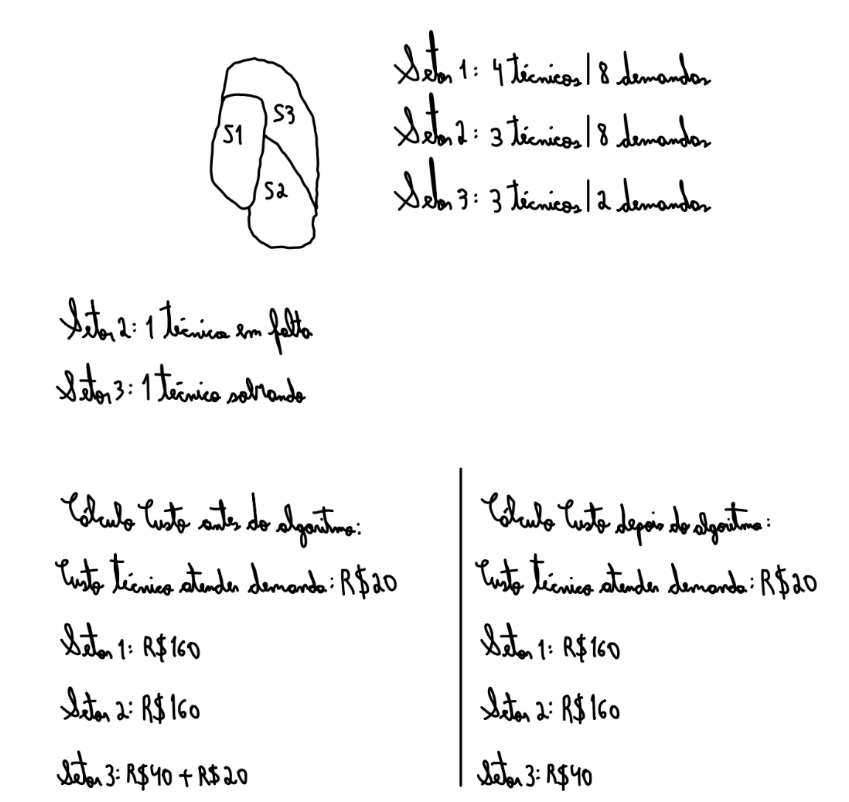 S3
S1
S2
Setor 1: 4 técnicos | 8 demandas
Setor 2: 3 técnicos | 8 demandas
Setor 3: 3 técnicos | 2 demandas
Setor 2: 1 técnico em falta
Setor 3: 1 técnico sobrando
Cálculo Custo antes do algoritmo:
Custo técnico atender demanda: R$20
Setor 1: R$160
Setor 2: R$160
Setor 3: R$40 + R$20
Cálculo Custo depois do algoritmo:
Custo técnico atender demanda: R$20
Setor 1: R$160
Setor 2: R$160
Setor 3: R$40